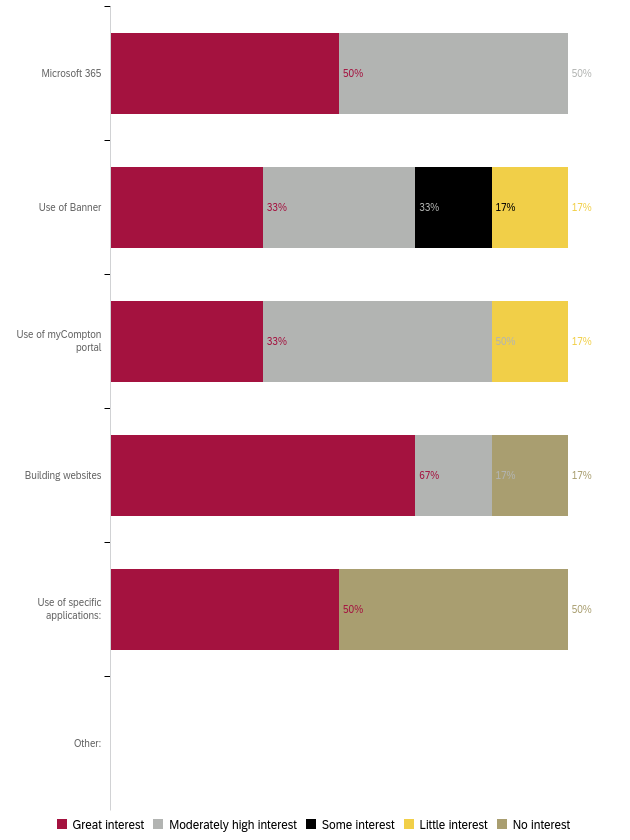 Microsoft 365
50%
50%
Use of Banner
33%
33%
17%
17%
Use of myCompton
portal
33%
50%
17%
Building websites
67%
17%
17%
Use of specific
applications:
50%
50%
Other:
Great interest
Moderately high interest
Some interest
Little interest
No interest